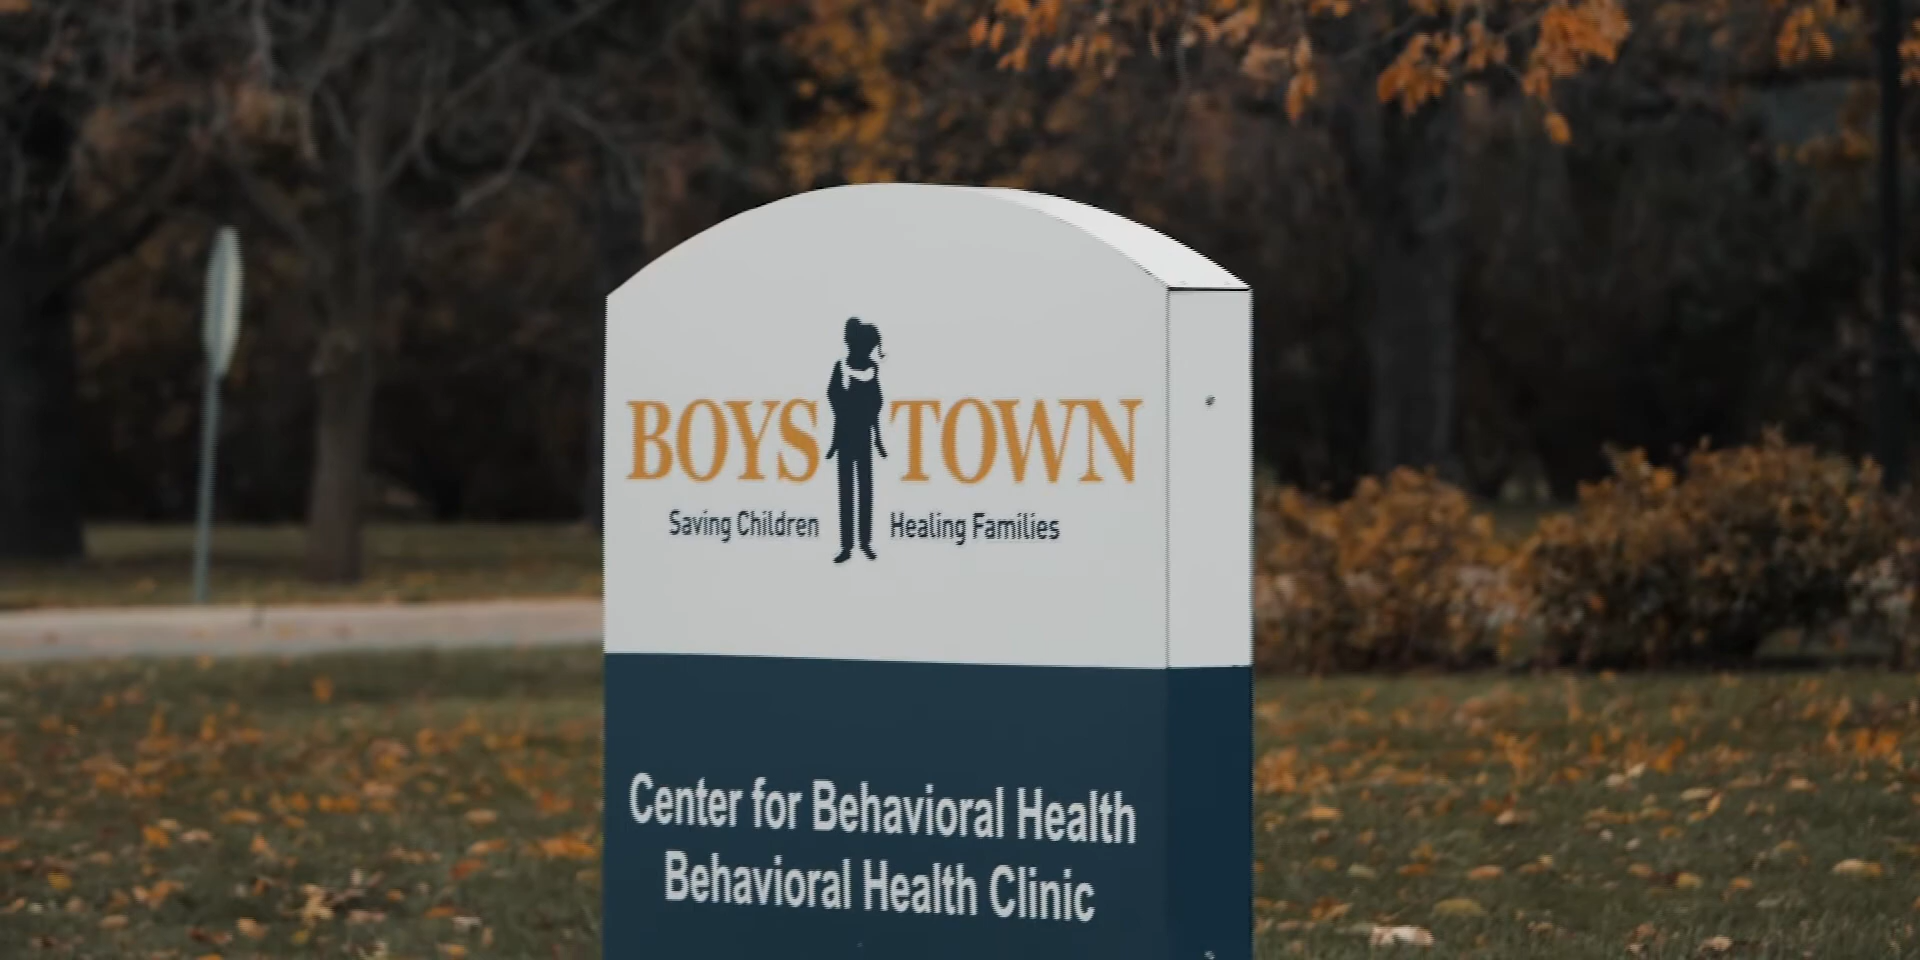 BOYS TOWN
Saving Children Healing Families
Center for Behavioral Health
Behavioral Health Clinic